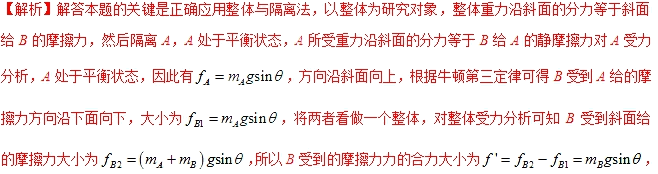 【解析】解答本题的关键是正确应用整体与隔离法，以整体为研究对象，整体重力沿斜面的分力等于斜面
给 B 的摩擦力，然后隔离 A，A 处于平衡状态，A 所受重力沿斜面的分力等于 B 给 A 的静摩擦力对 A 受力
分析，A 处于平衡状态，因此有 f_A = m_A g sin θ，方向沿斜面向上，根据牛顿第三定律可得 B 受到 A 给的摩
擦力方向沿下面向下，大小为 f_{B1} = m_A g sin θ，将两者看做一个整体，对整体受力分析可知 B 受到斜面给
的摩擦力大小为 f_{B2} = (m_A + m_B) g sin θ,所以 B 受到的摩擦力力的合力大小为 f' = f_{B2} − f_{B1} = m_B g sin θ，